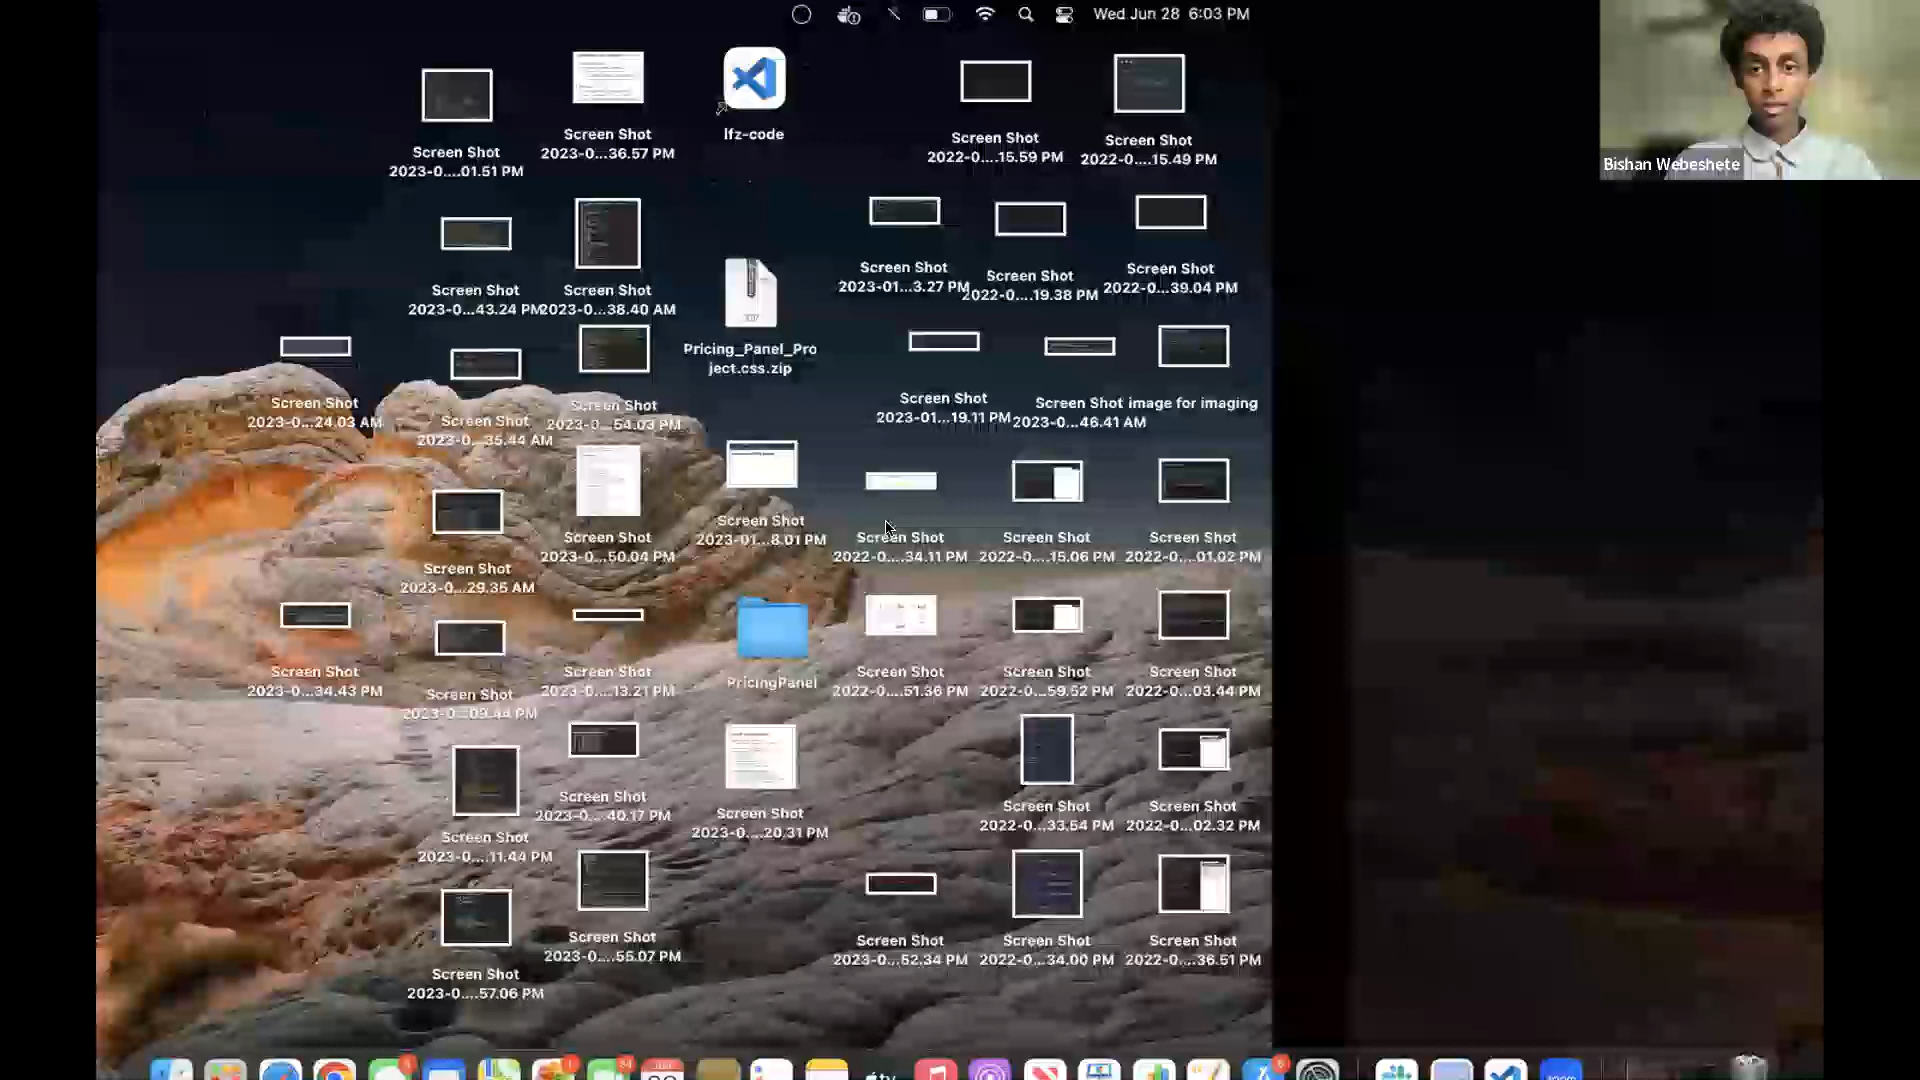 Wed Jun 28 6:03 PM
Bishan Webeshete
Screen Shot
2023-0....01.51 PM
Screen Shot
2023-0...36.57 PM
lfz-code
Screen Shot
2022-0....15.59 PM
Screen Shot
2022-0....15.49 PM
Screen Shot
2023-0...43.24 PM
Screen Shot
2023-0...38.40 AM
Pricing_Panel_Pro
ject.css.zip
Screen Shot
2023-01...3.27 PM
Screen Shot
2022-0....19.38 PM
Screen Shot
2022-0....39.04 PM
Screen Shot
2023-0...24.03 AM
Screen Shot
2023-0...35.44 AM
Screen Shot
2023-0...54.03 PM
Screen Shot
2023-01...19.11 PM
Screen Shot
2022-0....46.41 AM
image for imaging
Screen Shot
2023-0...29.35 AM
Screen Shot
2023-0...50.04 PM
Screen Shot
2023-01...8.01 PM
Screen Shot
2022-0....34.11 PM
Screen Shot
2022-0....15.06 PM
Screen Shot
2022-0....01.02 PM
Screen Shot
2023-0...34.43 PM
Screen Shot
2023-0...09.44 PM
Screen Shot
2023-0....13.21 PM
PricingPanel
Screen Shot
2022-0....51.36 PM
Screen Shot
2022-0...59.52 PM
Screen Shot
2022-0....03.44 PM
Screen Shot
2023-0....11.44 PM
Screen Shot
2023-0...40.17 PM
Screen Shot
2023-0....20.31 PM
Screen Shot
2022-0....33.54 PM
Screen Shot
2022-0....02.32 PM
Screen Shot
2023-0....57.06 PM
Screen Shot
2023-0....55.07 PM
Screen Shot
2022-0....52.34 PM
Screen Shot
2022-0....34.00 PM
Screen Shot
2022-0....36.51 PM